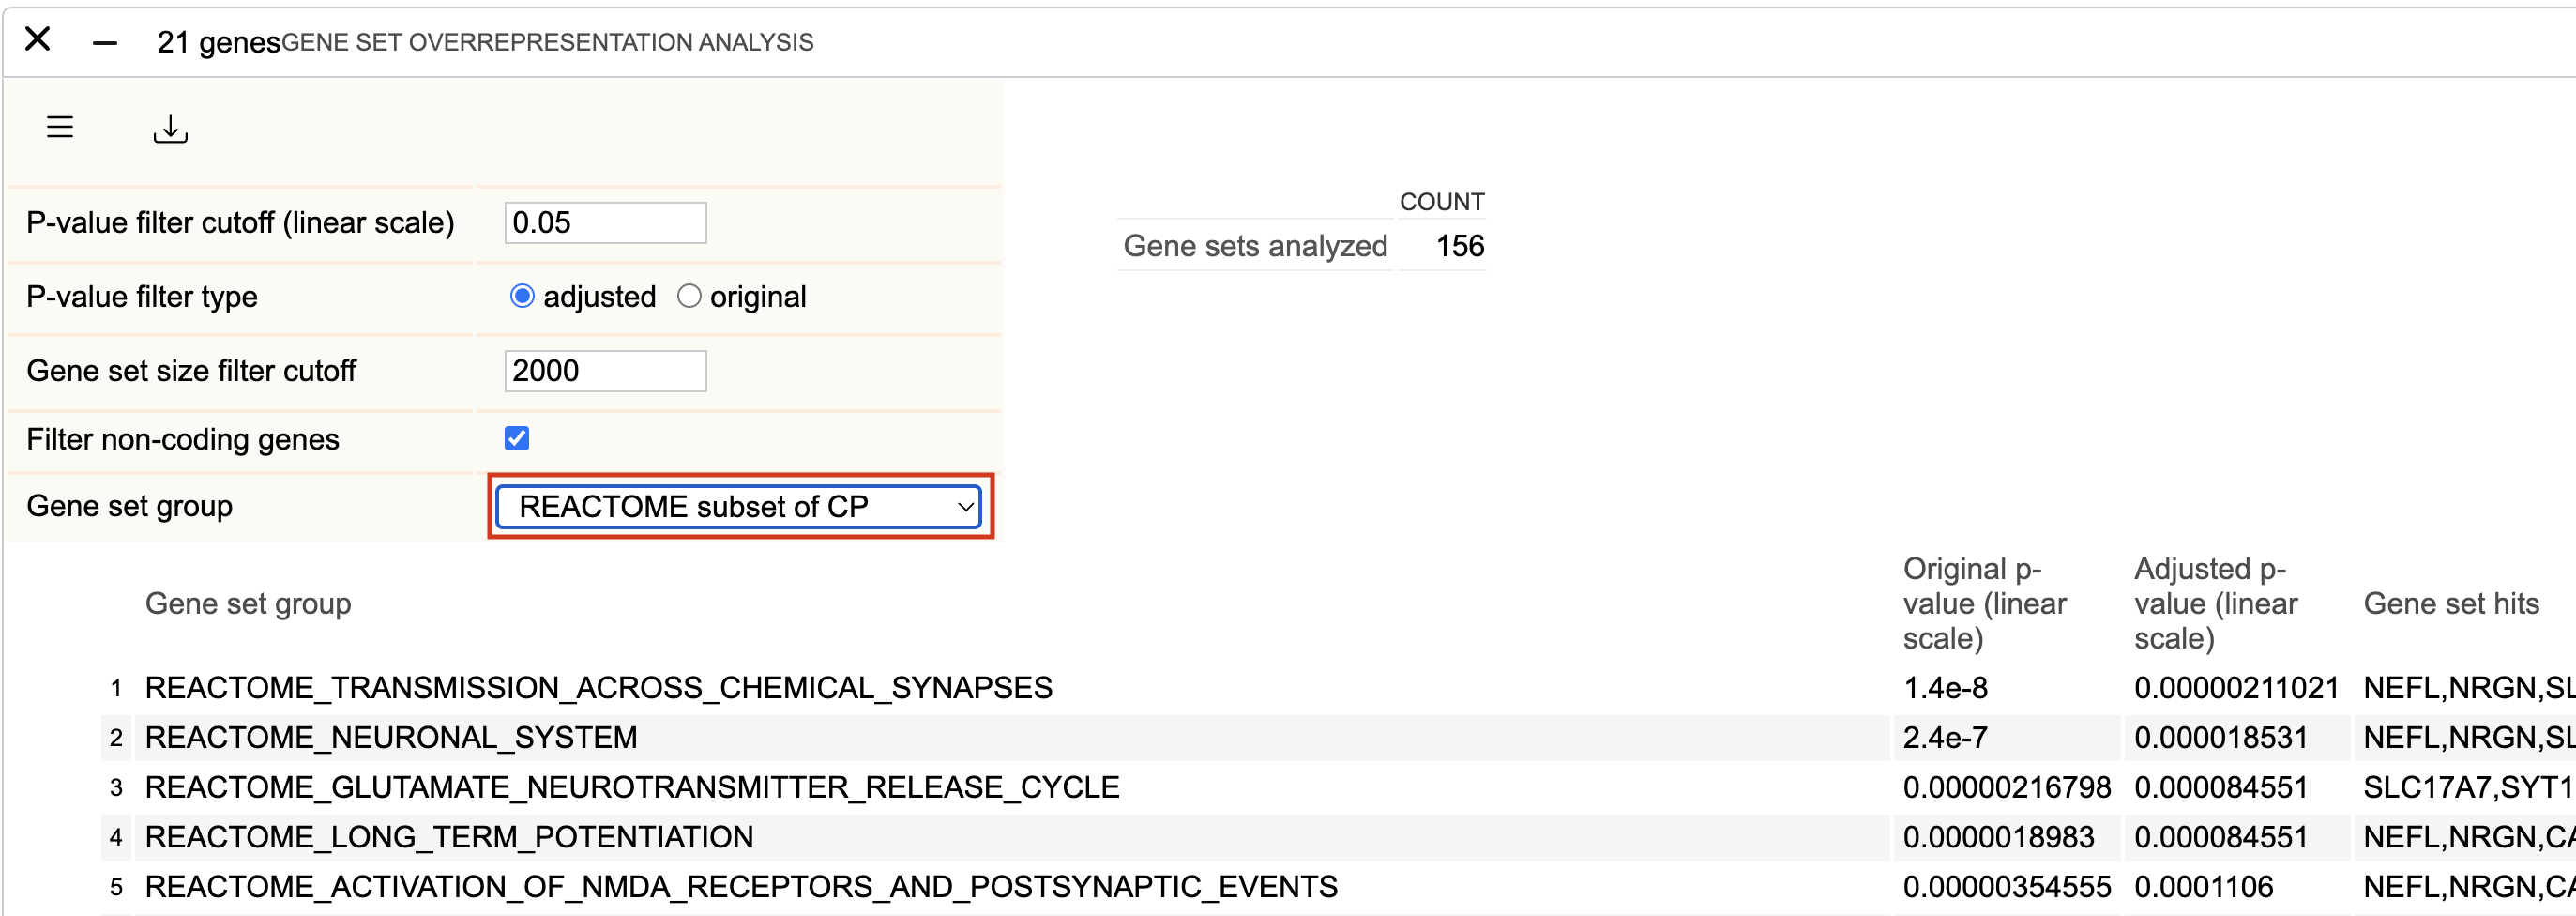 21 genes GENE SET OVERREPRESENTATION ANALYSIS
P-value filter cutoff (linear scale) 0.05
P-value filter type adjusted original
Gene set size filter cutoff 2000
Filter non-coding genes
Gene set group REACTOME subset of CP
COUNT
Gene sets analyzed 156
Gene set group Original p-value (linear scale) Adjusted p-value (linear scale) Gene set hits
1 REACTOME_TRANSMISSION_ACROSS_CHEMICAL_SYNAPSES 1.4e-8 0.00000211021 NEFL,NRGN,SL
2 REACTOME_NEURONAL_SYSTEM 2.4e-7 0.000018531 NEFL,NRGN,SL
3 REACTOME_GLUTAMATE_NEUROTRANSMITTER_RELEASE_CYCLE 0.00000216798 0.000084551 SLC17A7,SYT1
4 REACTOME_LONG_TERM_POTENTIATION 0.0000018983 0.000084551 NEFL,NRGN,CA
5 REACTOME_ACTIVATION_OF_NMDA_RECEPTORS_AND_POSTSYNAPTIC_EVENTS 0.00000354555 0.0001106 NEFL,NRGN,CA